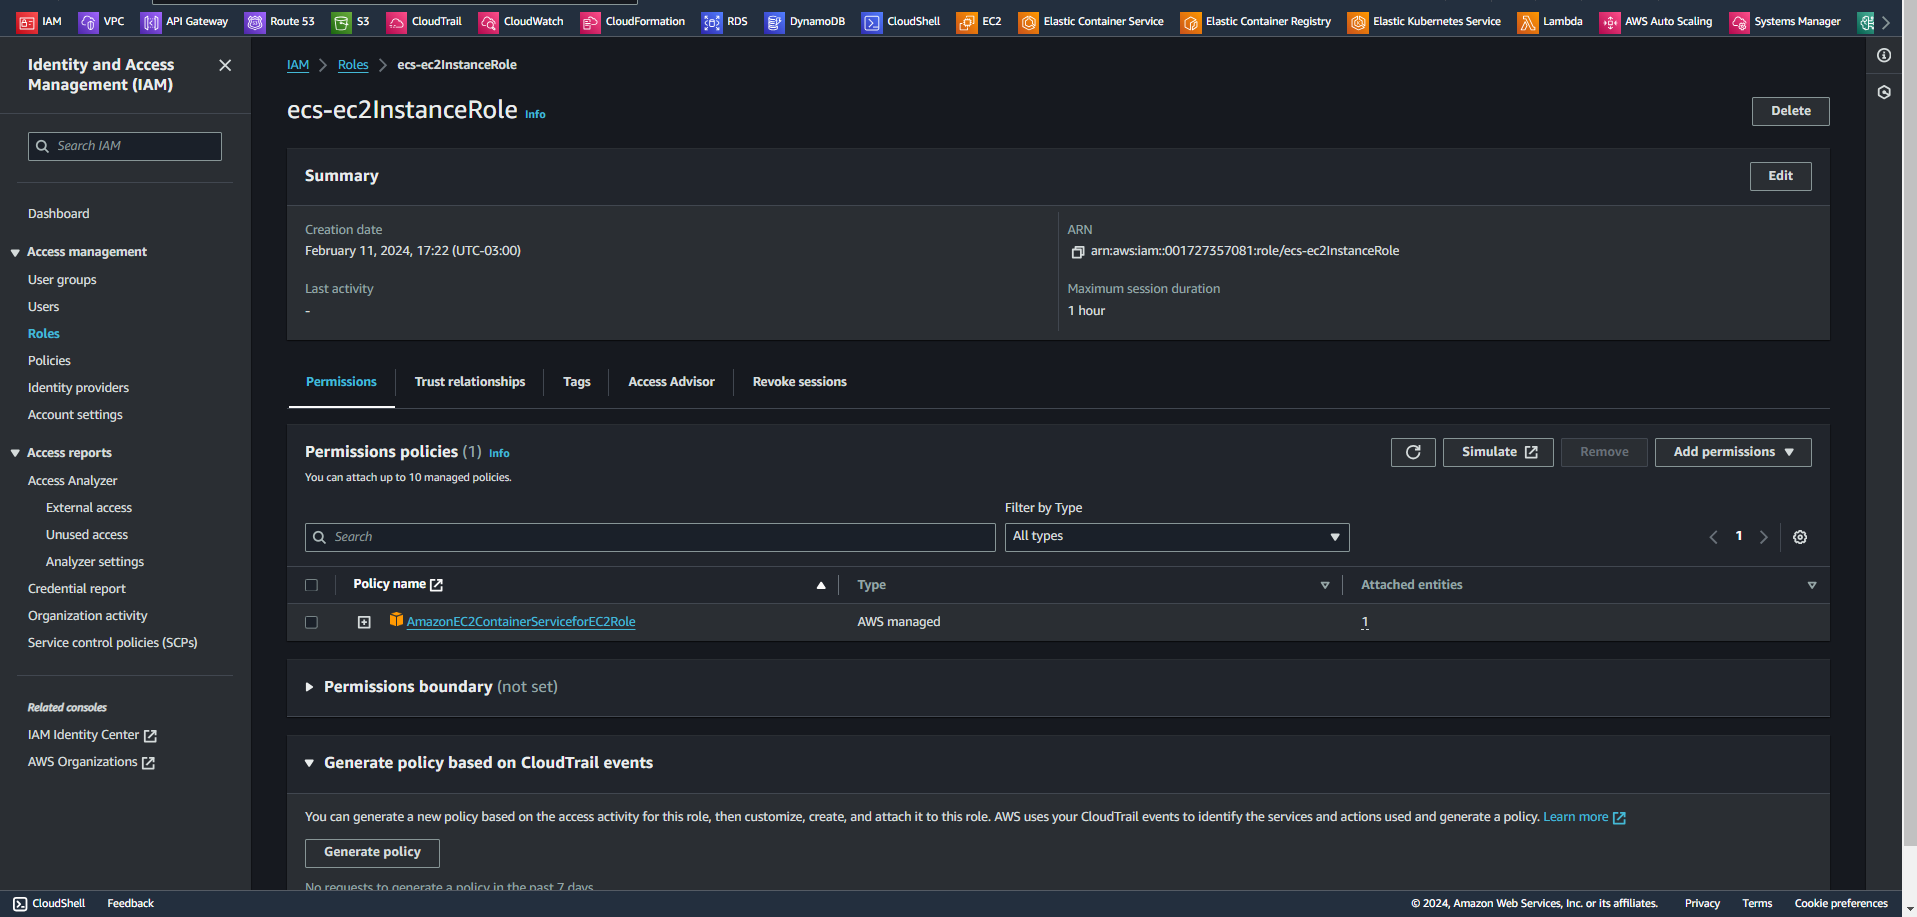 IAM VPC API Gateway Route 53 S3 CloudTrail CloudWatch CloudFormation RDS DynamoDB CloudShell EC2 Elastic Container Service Elastic Container Registry Elastic Kubernetes Service Lambda AWS Auto Scaling Systems Manager
Identity and Access
Management (IAM)
Search IAM
Dashboard
Access management
User groups
Users
Roles
Policies
Identity providers
Account settings
Access reports
Access Analyzer
External access
Unused access
Analyzer settings
Credential report
Organization activity
Service control policies (SCPs)
Related consoles
IAM Identity Center
AWS Organizations
IAM Roles ecs-ec2InstanceRole
ecs-ec2InstanceRole Info
Delete
Summary
Edit
Creation date
February 11, 2024, 17:22 (UTC-03:00)
ARN
arn:aws:iam::001727357081:role/ecs-ec2InstanceRole
Last activity
-
Maximum session duration
1 hour
Permissions Trust relationships Tags Access Advisor Revoke sessions
Permissions policies (1) Info
You can attach up to 10 managed policies.
Simulate Remove Add permissions
Filter by Type
Search
All types
1
Policy name Type Attached entities
AmazonEC2ContainerServiceforEC2Role AWS managed 1
Permissions boundary (not set)
Generate policy based on CloudTrail events
You can generate a new policy based on the access activity for this role, then customize, create, and attach it to this role. AWS uses your CloudTrail events to identify the services and actions used and generate a policy. Learn more
Generate policy
No requests to generate a policy in the past 7 days.
CloudShell Feedback © 2024, Amazon Web Services, Inc. or its affiliates. Privacy Terms Cookie preferences